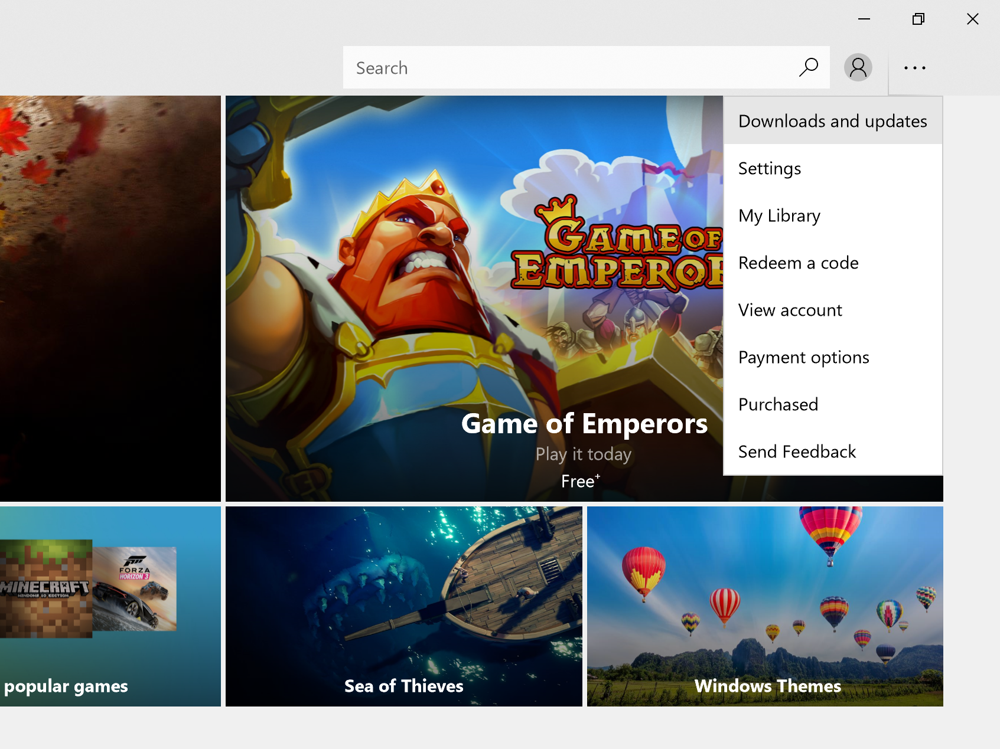 Search
Downloads and updates
Settings
My Library
Redeem a code
View account
Payment options
Purchased
Send Feedback
GAME OF
EMPEROR
Game of Emperors
Play it today
Free+
MINECRAFT
WINDOWS 10 EDITION
FORZA
HORIZON 3
popular games
Sea of Thieves
Windows Themes